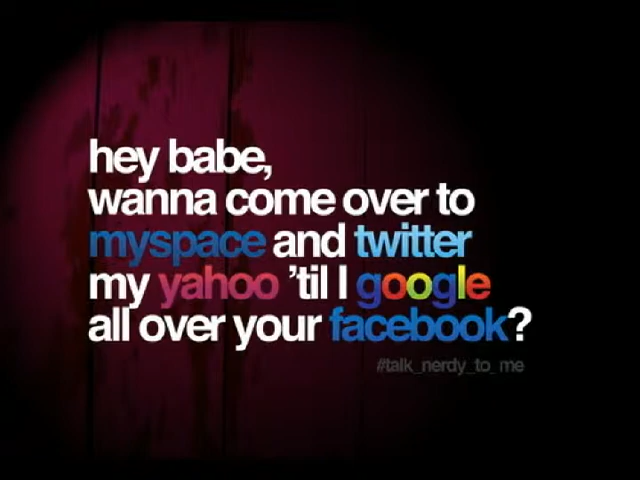 hey babe,
wanna come over to
myspace and twitter
my yahoo 'til I google
all over your facebook?
#talk_nerdy_to_me